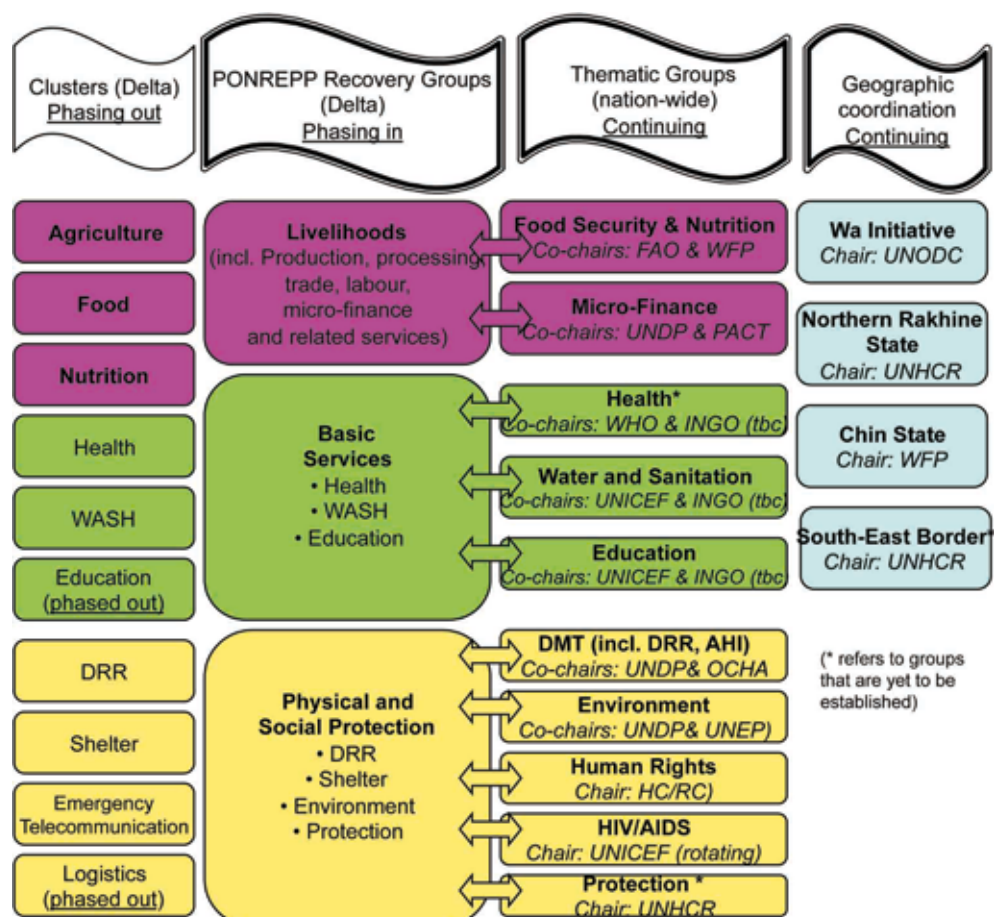 Clusters (Delta)
Phasing out
PONREPP Recovery Groups
(Delta)
Phasing in
Thematic Groups
(nation-wide)
Continuing
Geographic
coordination
Continuing
Agriculture
Food
Nutrition
Health
WASH
Education
(phased out)
DRR
Shelter
Emergency
Telecommunication
Logistics
(phased out)
Livelihoods
(incl. Production, processing,
trade, labour,
micro-finance
and related services)
Basic
Services
• Health
• WASH
• Education
Physical and
Social Protection
• DRR
• Shelter
• Environment
• Protection
Food Security & Nutrition
Co-chairs: FAO & WFP
Micro-Finance
Co-chairs: UNDP & PACT
Health*
Co-chairs: WHO & INGO (tbc)
Water and Sanitation
Co-chairs: UNICEF & INGO (tbc)
Education
Co-chairs: UNICEF & INGO (tbc)
DMT (incl. DRR, AHI)
Co-chairs: UNDP& OCHA
Environment
Co-chairs: UNDP& UNEP)
Human Rights
Chair: HC/RC)
HIV/AIDS
Chair: UNICEF (rotating)
Protection *
Chair: UNHCR
Wa Initiative
Chair: UNODC
Northern Rakhine
State
Chair: UNHCR
Chin State
Chair: WFP
South-East Border*
Chair: UNHCR
(* refers to groups
that are yet to be
established)